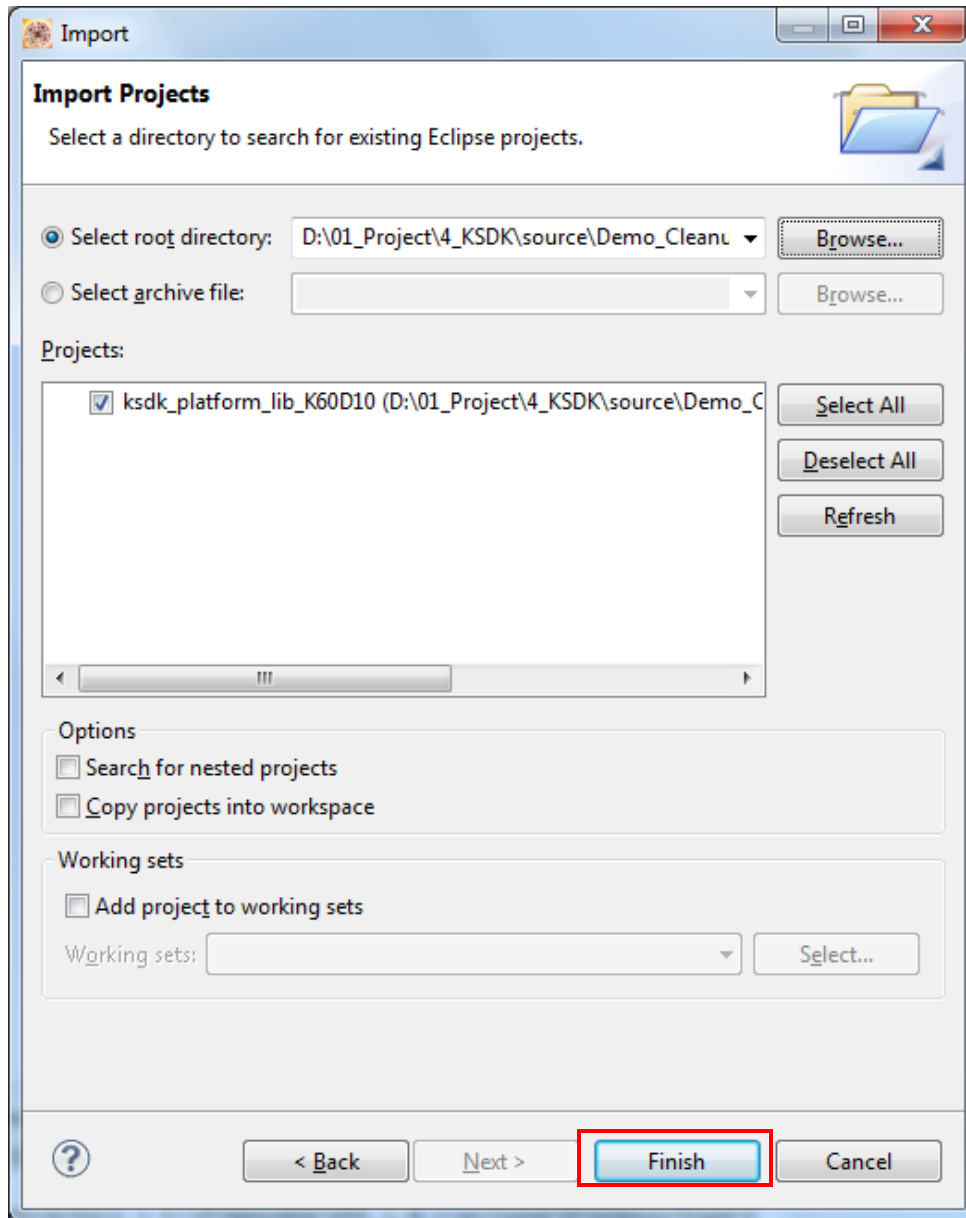 Import
Import Projects
Select a directory to search for existing Eclipse projects.
Select root directory: D:\01_Project\4_KSDK\source\Demo_Cleanu Browse...
Select archive file: Browse...
Projects:
ksdk_platform_lib_K60D10 (D:\01_Project\4_KSDK\source\Demo_C
Select All
Deselect All
Refresh
Options
Search for nested projects
Copy projects into workspace
Working sets
Add project to working sets
Working sets: Select...
? < Back Next > Finish Cancel